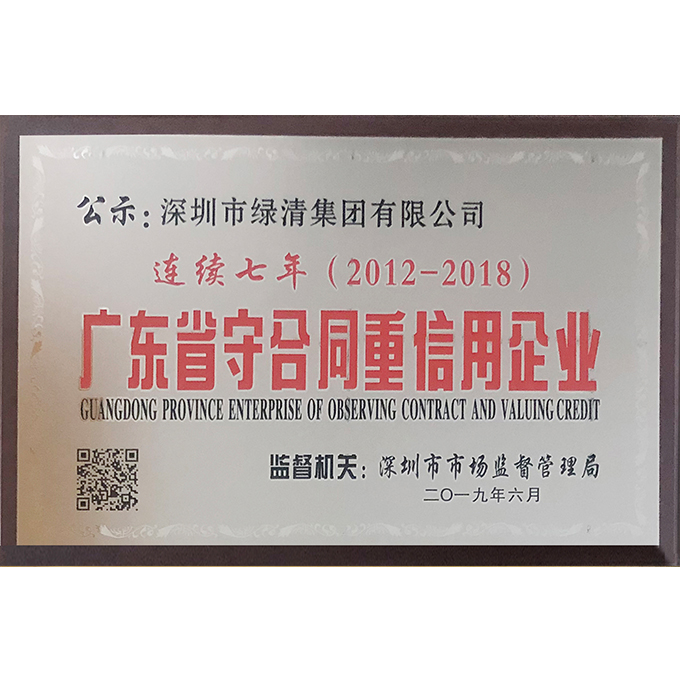 公示：深圳市绿清集团有限公司
连续七年（2012-2018）
广东省守合同重信用企业
GUANGDONG PROVINCE ENTERPRISE OF OBSERVING CONTRACT AND VALUING CREDIT
监督机关：深圳市市场监督管理局
二〇一九年六月